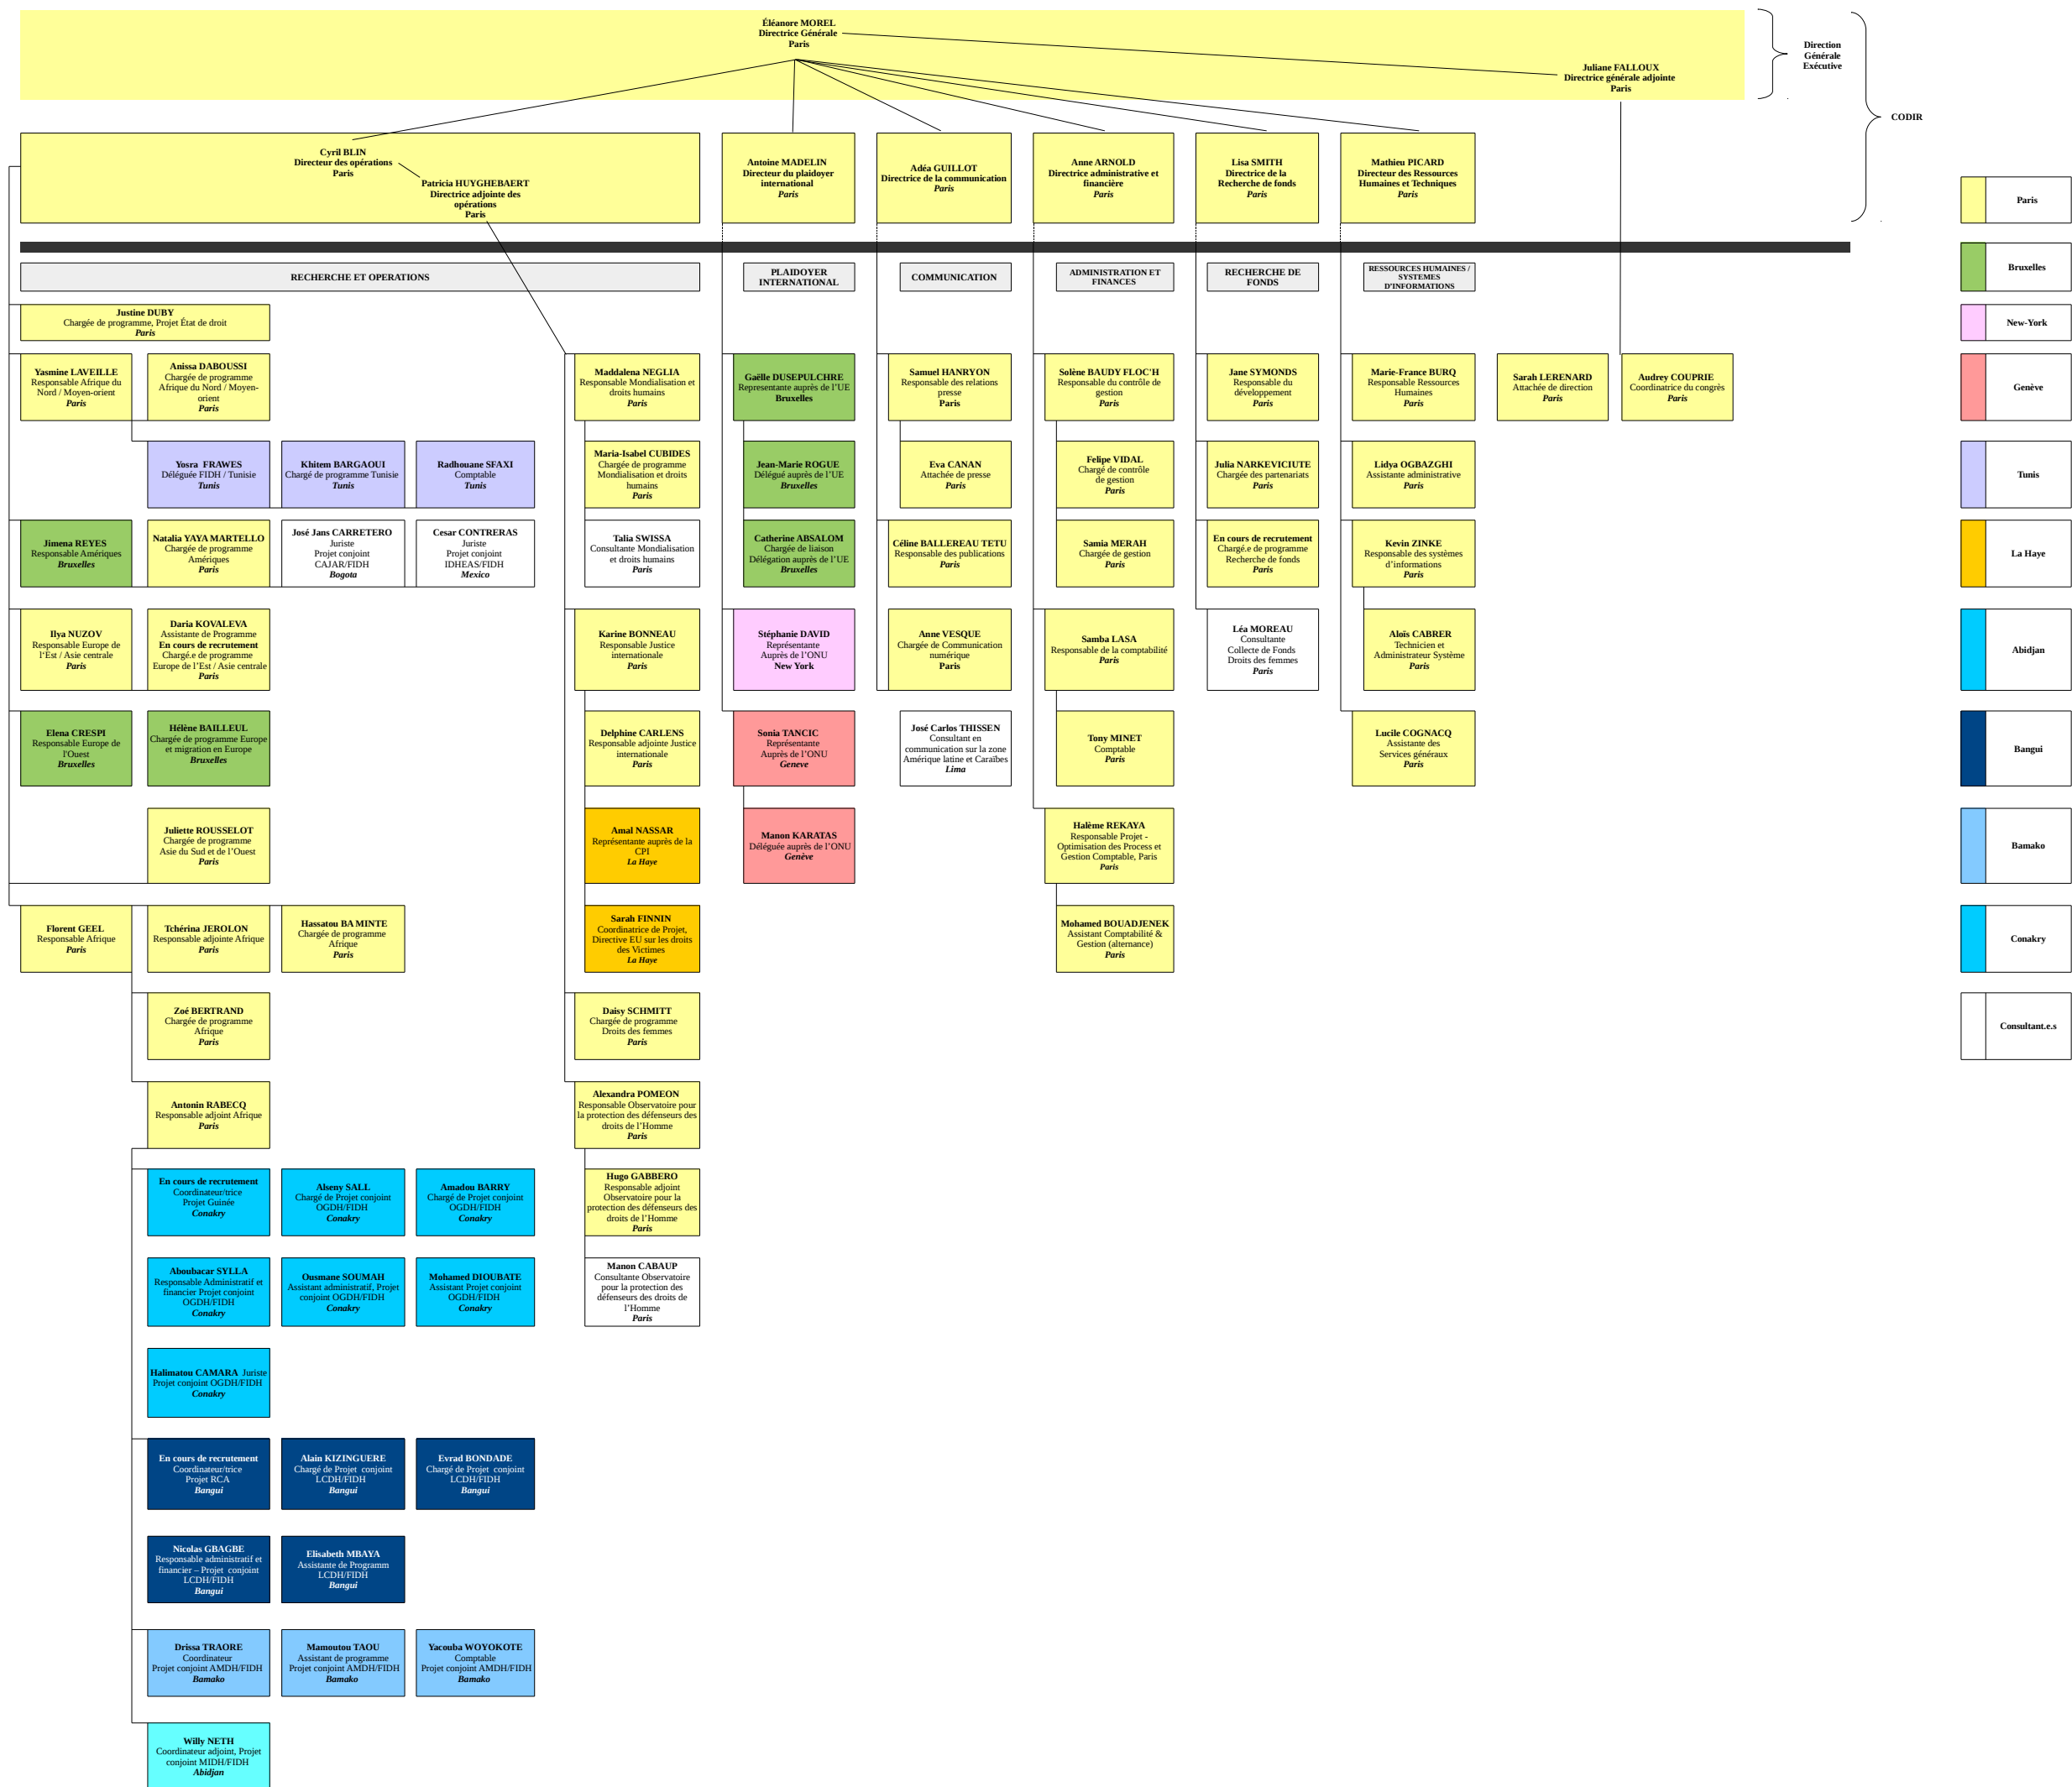 Éléanore MOREL
Directrice Générale
Paris
Juliane FALLOUX
Directrice générale adjointe
Paris
Direction
Générale
Exécutive
CODIR
Cyril BLIN
Directeur des opérations
Paris
Patricia HUYGHEBAERT
Directrice adjointe des
opérations
Paris
Antoine MADELIN
Directeur du plaidoyer
international
Paris
Adéa GUILLOT
Directrice de la communication
Paris
Anne ARNOLD
Directrice administrative et
financière
Paris
Lisa SMITH
Directrice de la
Recherche de fonds
Paris
Mathieu PICARD
Directeur des Ressources
Humaines et Techniques
Paris
RECHERCHE ET OPERATIONS
PLAIDOYER
INTERNATIONAL
COMMUNICATION
ADMINISTRATION ET
FINANCES
RECHERCHE DE
FONDS
RESSOURCES HUMAINES /
SYSTEMES
D'INFORMATIONS
Justine DUBY
Chargée de programme, Projet État de droit
Paris
Yasmine LAVEILLE
Responsable Afrique du
Nord / Moyen-orient
Paris
Anissa DABOUSSI
Chargée de programme
Afrique du Nord / Moyen-
orient
Paris
Maddalena NEGLIA
Responsable Mondialisation et
droits humains
Paris
Gaëlle DUSEPULCHRE
Representante auprès de l'UE
Bruxelles
Samuel HANRYON
Responsable des relations
presse
Paris
Solène BAUDY FLOC'H
Responsable du contrôle de
gestion
Paris
Jane SYMONDS
Responsable du
développement
Paris
Marie-France BURQ
Responsable Ressources
Humaines
Paris
Sarah LERENARD
Attachée de direction
Paris
Audrey COUPRIE
Coordinatrice du congrès
Paris
Yosra  FRAWES
Déléguée FIDH / Tunisie
Tunis
Khitem BARGAOUI
Chargé de programme Tunisie
Tunis
Radhouane SFAXI
Comptable
Tunis
Maria-Isabel CUBIDES
Chargée de programme
Mondialisation et droits
humains
Paris
Jean-Marie ROGUE
Délégué auprès de l'UE
Bruxelles
Eva CANAN
Attachée de presse
Paris
Felipe VIDAL
Chargé de contrôle
de gestion
Paris
Julia NARKEVICIUTE
Chargée des partenariats
Paris
Lidya OGBAZGHI
Assistante administrative
Paris
Jimena REYES
Responsable Amériques
Bruxelles
Natalia YAYA MARTELLO
Chargée de programme
Amériques
Paris
José Jans CARRETERO
Juriste
Projet conjoint
CAJAR/FIDH
Bogota
Cesar CONTRERAS
Juriste
Projet conjoint
IDHEAS/FIDH
Mexico
Talia SWISSA
Consultante Mondialisation
et droits humains
Paris
Catherine ABSALOM
Chargée de liaison
Délégation auprès de l'UE
Bruxelles
Céline BALLEREAU TETU
Responsable des publications
Paris
Samia MERAH
Chargée de gestion
Paris
En cours de recrutement
Chargé.e de programme
Recherche de fonds
Paris
Kevin ZINKE
Responsable des systèmes
d'informations
Paris
Ilya NUZOV
Responsable Europe de
l'Est / Asie centrale
Paris
Daria KOVALEVA
Assistante de Programme
En cours de recrutement
Chargé.e de programme
Europe de l'Est / Asie centrale
Paris
Karine BONNEAU
Responsable Justice
internationale
Paris
Stéphanie DAVID
Représentante
Auprès de l'ONU
New York
Anne VESQUE
Chargée de Communication
numérique
Paris
Samba LASA
Responsable de la comptabilité
Paris
Léa MOREAU
Consultante
Collecte de Fonds
Droits des femmes
Paris
Aloïs CABRER
Technicien et
Administrateur Système
Paris
Elena CRESPI
Responsable Europe de
l'Ouest
Bruxelles
Hélène BAILLEUL
Chargée de programme Europe
et migration en Europe
Bruxelles
Delphine CARLENS
Responsable adjointe Justice
internationale
Paris
Sonia TANCIC
Représentante
Auprès de l'ONU
Geneve
José Carlos THISSEN
Consultant en
communication sur la zone
Amérique latine et Caraïbes
Lima
Tony MINET
Comptable
Paris
Lucile COGNACQ
Assistante des
Services généraux
Paris
Juliette ROUSSELOT
Chargée de programme
Asie du Sud et de l'Ouest
Paris
Amal NASSAR
Représentante auprès de la
CPI
La Haye
Manon KARATAS
Déléguée auprès de l'ONU
Genève
Halème REKAYA
Responsable Projet -
Optimisation des Process et
Gestion Comptable, Paris
Paris
Florent GEEL
Responsable Afrique
Paris
Tchérina JEROLON
Responsable adjointe Afrique
Paris
Hassatou BA MINTE
Chargée de programme
Afrique
Paris
Sarah FINNIN
Coordinatrice de Projet,
Directive EU sur les droits
des Victimes
La Haye
Mohamed BOUADJENEK
Assistant Comptabilité &
Gestion (alternance)
Paris
Zoé BERTRAND
Chargée de programme
Afrique
Paris
Daisy SCHMITT
Chargée de programme
Droits des femmes
Paris
Antonin RABECQ
Responsable adjoint Afrique
Paris
Alexandra POMEON
Responsable Observatoire pour
la protection des défenseurs des
droits de l'Homme
Paris
En cours de recrutement
Coordinateur/trice
Projet Guinée
Conakry
Alseny SALL
Chargé de Projet conjoint
OGDH/FIDH
Conakry
Amadou BARRY
Chargé de Projet conjoint
OGDH/FIDH
Conakry
Hugo GABBERO
Responsable adjoint
Observatoire pour la
protection des défenseurs des
droits de l'Homme
Paris
Aboubacar SYLLA
Responsable Administratif et
financier Projet conjoint
OGDH/FIDH
Conakry
Ousmane SOUMAH
Assistant administratif, Projet
conjoint OGDH/FIDH
Conakry
Mohamed DIOUBATE
Assistant Projet conjoint
OGDH/FIDH
Conakry
Manon CABAUP
Consultante Observatoire
pour la protection des
défenseurs des droits de
l'Homme
Paris
Halimatou CAMARA  Juriste
Projet conjoint OGDH/FIDH
Conakry
En cours de recrutement
Coordinateur/trice
Projet RCA
Bangui
Alain KIZINGUERE
Chargé de Projet  conjoint
LCDH/FIDH
Bangui
Evrad BONDADE
Chargé de Projet  conjoint
LCDH/FIDH
Bangui
Nicolas GBAGBE
Responsable administratif et
financier – Projet  conjoint
LCDH/FIDH
Bangui
Elisabeth MBAYA
Assistante de Programm
LCDH/FIDH
Bangui
Drissa TRAORE
Coordinateur
Projet conjoint AMDH/FIDH
Bamako
Mamoutou TAOU
Assistant de programme
Projet conjoint AMDH/FIDH
Bamako
Yacouba WOYOKOTE
Comptable
Projet conjoint AMDH/FIDH
Bamako
Willy NETH
Coordinateur adjoint, Projet
conjoint MIDH/FIDH
Abidjan
Paris
Bruxelles
New-York
Genève
Tunis
La Haye
Abidjan
Bangui
Bamako
Conakry
Consultant.e.s